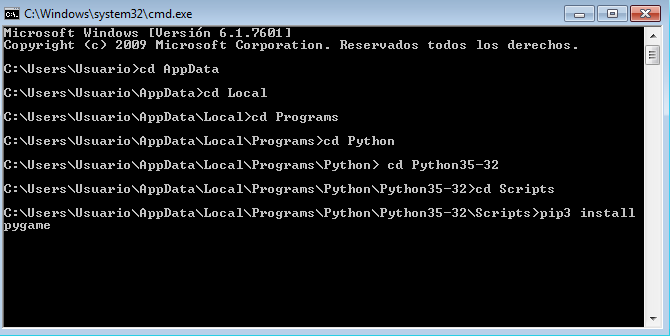 C:\Windows\system32\cmd.exe
Microsoft Windows [Versión 6.1.7601]
Copyright (c) 2009 Microsoft Corporation. Reservados todos los derechos.
C:\Users\Usuario>cd AppData
C:\Users\Usuario\AppData>cd Local
C:\Users\Usuario\AppData\Local>cd Programs
C:\Users\Usuario\AppData\Local\Programs>cd Python
C:\Users\Usuario\AppData\Local\Programs\Python> cd Python35-32
C:\Users\Usuario\AppData\Local\Programs\Python\Python35-32>cd Scripts
C:\Users\Usuario\AppData\Local\Programs\Python\Python35-32\Scripts>pip3 install
pygame